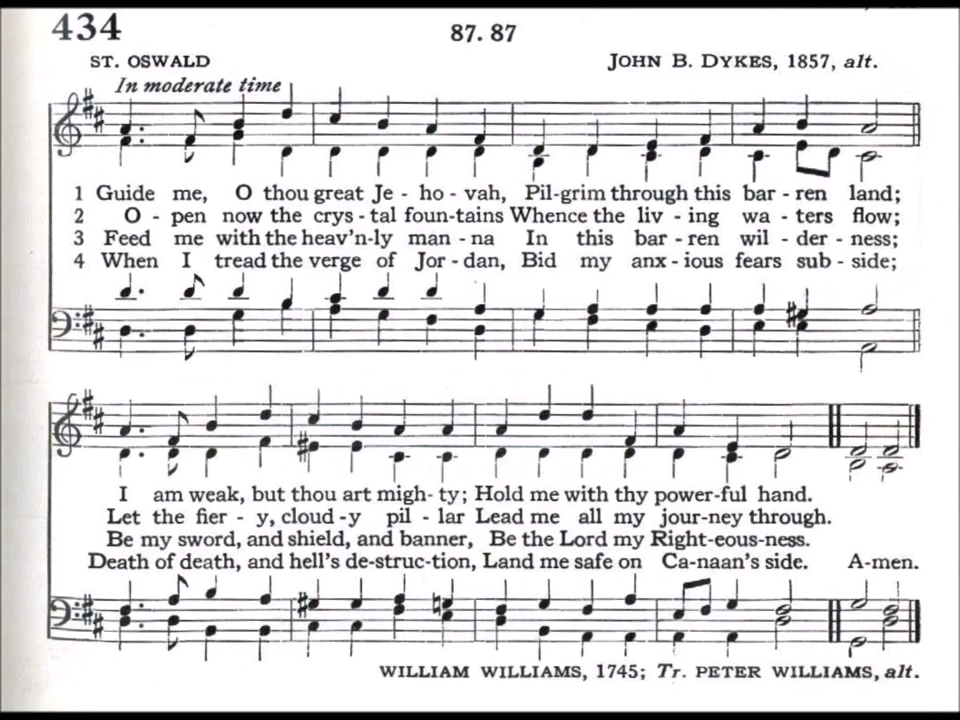 434
87. 87
ST. OSWALD
JOHN B. DYKES, 1857, alt.
In moderate time
1 Guide me, O thou great Je - ho - vah, Pil-grim through this bar - ren land;
2 O - pen now the crys - tal foun-tains Whence the liv - ing wa - ters flow;
3 Feed me with the heav'n-ly man - na In this bar - ren wil - der - ness;
4 When I tread the verge of Jor - dan, Bid my anx - ious fears sub - side;
I am weak, but thou art migh- ty; Hold me with thy power-ful hand.
Let the fier - y, cloud -y pil - lar Lead me all my jour-ney through.
Be my sword, and shield, and banner, Be the Lord my Right-eous-ness.
Death of death, and hell's de-struc-tion, Land me safe on Ca-naan's side. A-men.
WILLIAM WILLIAMS, 1745; Tr. PETER WILLIAMS, alt.